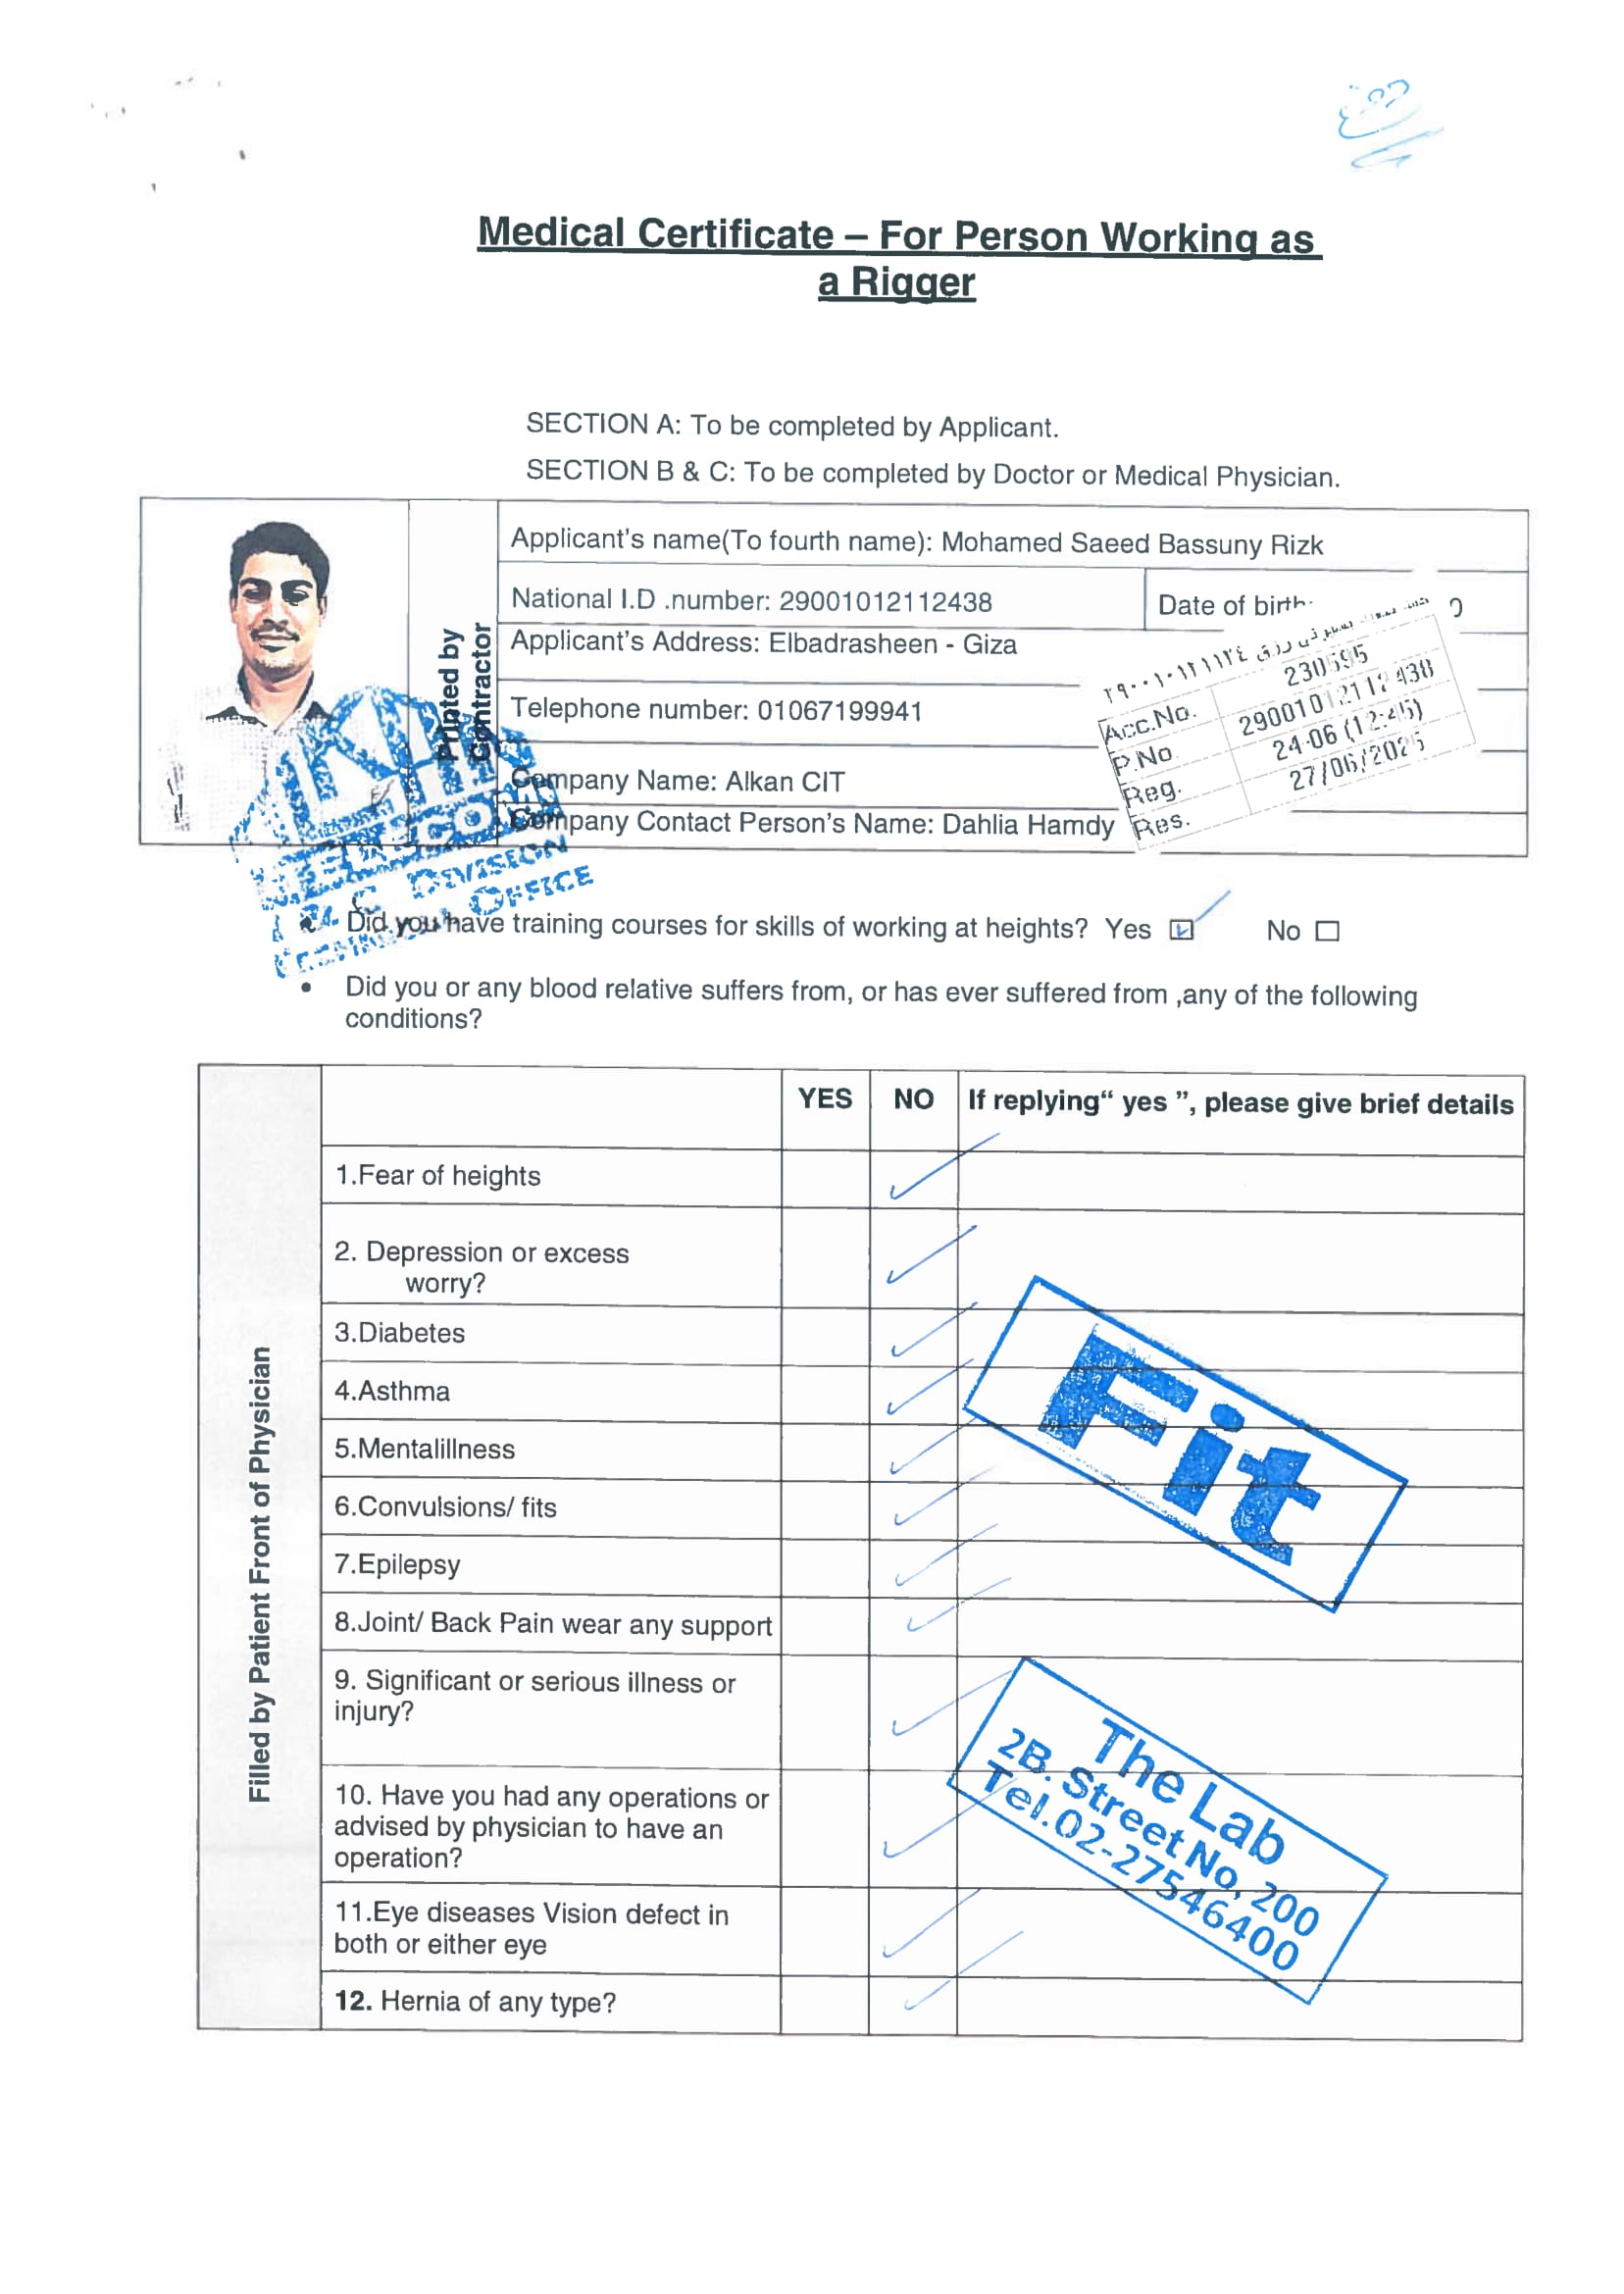 Medical Certificate – For Person Working as
a Rigger
SECTION A: To be completed by Applicant.
SECTION B & C: To be completed by Doctor or Medical Physician.
Printed by
Contractor
Applicant's name(To fourth name): Mohamed Saeed Bassuny Rizk
National I.D .number: 29001012112438
Date of birth:
Applicant's Address: Elbadrasheen - Giza
Telephone number: 01067199941
Company Name: Alkan CIT
Company Contact Person's Name: Dahlia Hamdy
Acc.No. 230595
P.No 29001012112438
Reg. 24-06 (12:45)
Res. 27/06/2025
DIVISION
OFFICE
• Did you have training courses for skills of working at heights? Yes ☑ No ☐
• Did you or any blood relative suffers from, or has ever suffered from ,any of the following
conditions?
Filled by Patient Front of Physician
YES NO If replying“ yes ”, please give brief details
1.Fear of heights ✓
2. Depression or excess
worry? ✓
3.Diabetes ✓
4.Asthma ✓
5.Mentalillness ✓
6.Convulsions/ fits ✓
7.Epilepsy ✓
8.Joint/ Back Pain wear any support ✓
9. Significant or serious illness or
injury? ✓
10. Have you had any operations or
advised by physician to have an
operation? ✓
11.Eye diseases Vision defect in
both or either eye ✓
12. Hernia of any type? ✓
Fit
The Lab
2B. Street No, 200
Tel.02-27546400